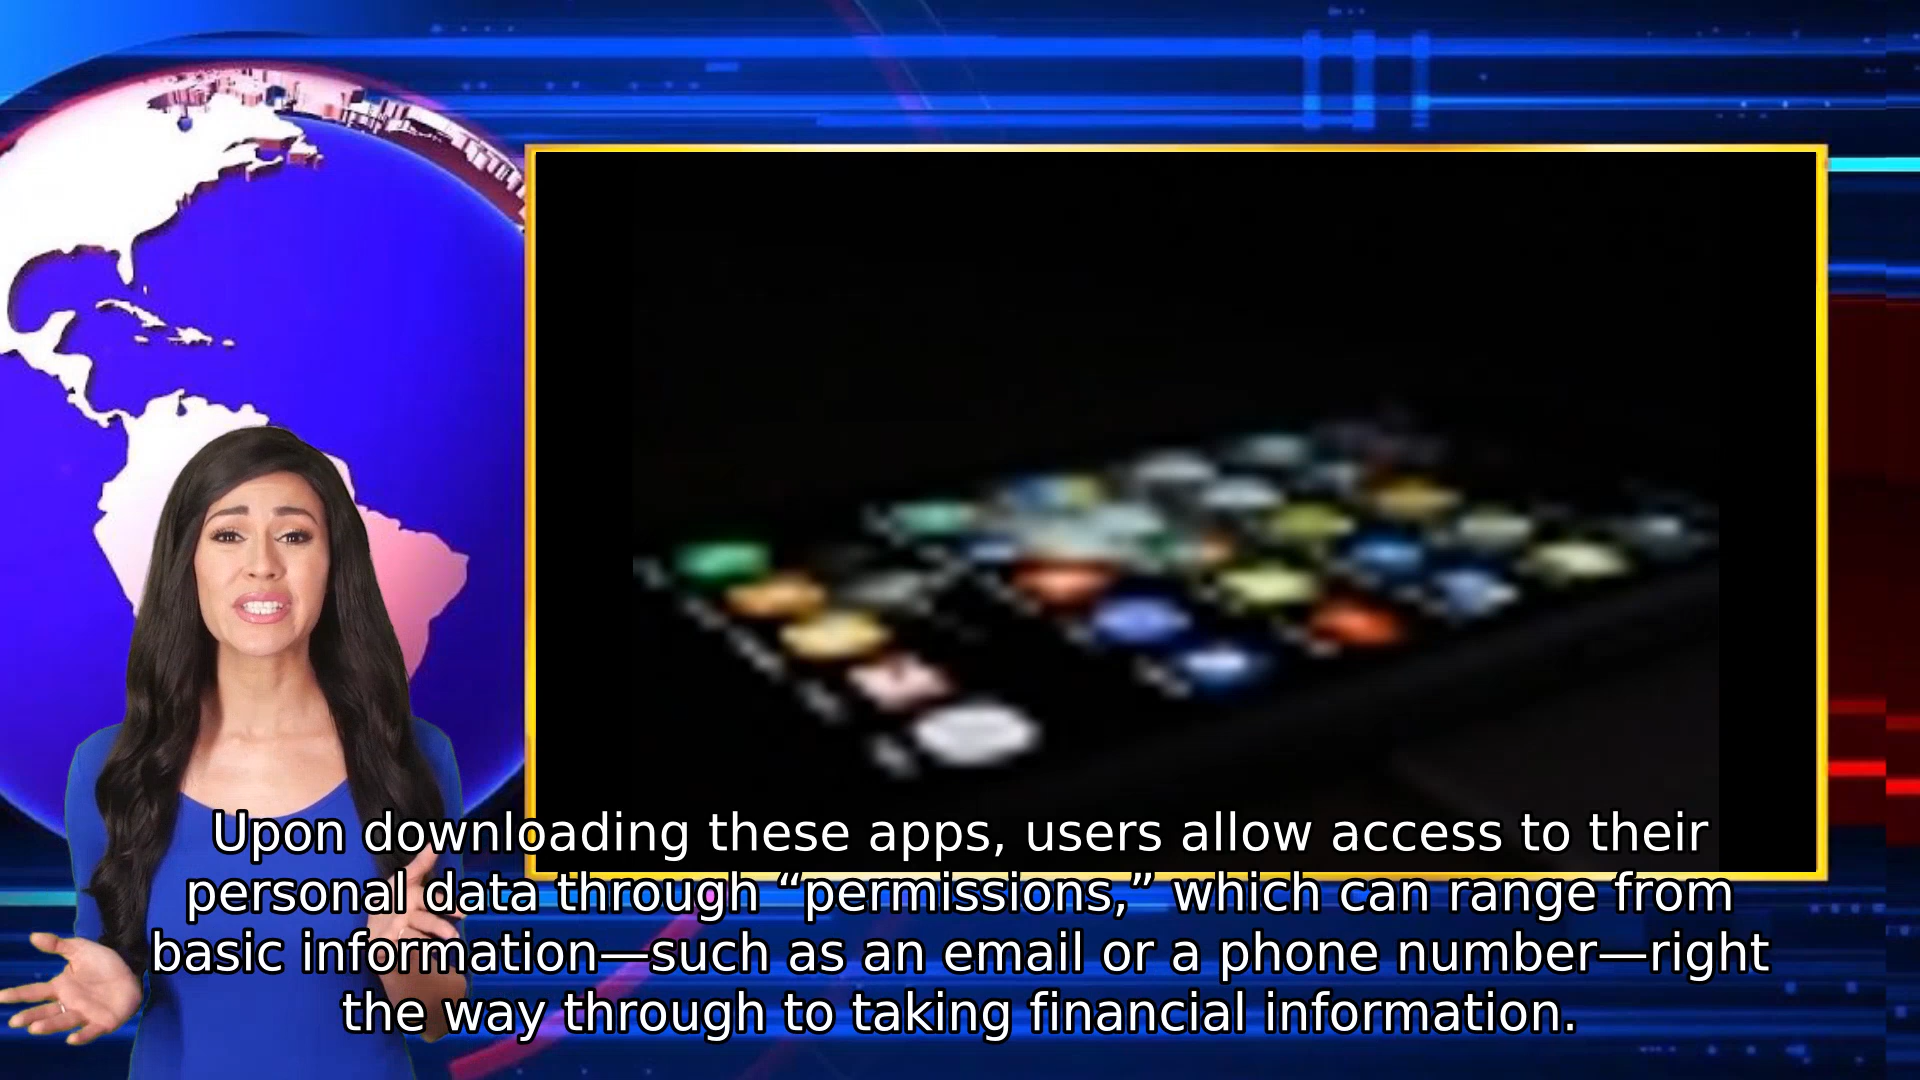 Upon downloading these apps, users allow access to their
personal data through “permissions,” which can range from
basic information—such as an email or a phone number—right
the way through to taking financial information.